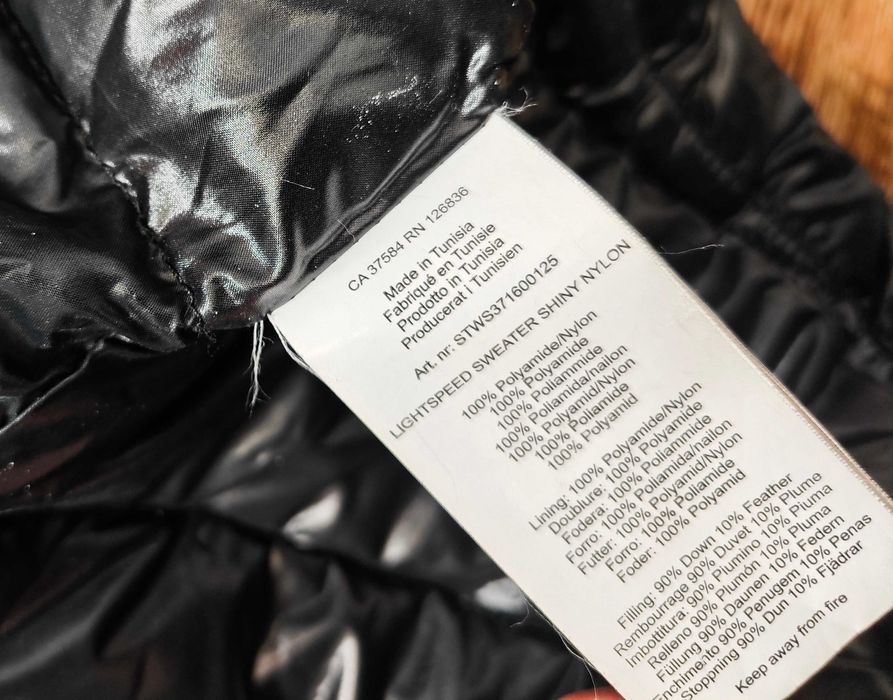 CA 37584 RN 126836
Made in Tunisia
Fabriqué en Tunisie
Prodotto in Tunisia
Producerat i Tunisien
Art. nr: STWS371600125
LIGHTSPEED SWEATER SHINY NYLON
100% Polyamide/Nylon
100% Polyamide
100% Poliammide
100% Poliamida/nailon
100% Polyamid/Nylon
100% Poliamide
100% Polyamid
Lining: 100% Polyamide/Nylon
Doublure: 100% Polyamide
Fodera: 100% Poliammide
Forro: 100% Poliamida/nailon
Futter: 100% Polyamid/Nylon
Forro: 100% Poliamide
Foder: 100% Polyamid
Filling: 90% Down 10% Feather
Rembourrage 90% Duvet 10% Plume
Imbottitura: 90% Piumino 10% Piuma
Relleno 90% Plumón 10% Pluma
Füllung 90% Daunen 10% Federn
Enchimento 90% Penugem 10% Penas
Stoppning 90% Dun 10% Fjädrar
Keep away from fire